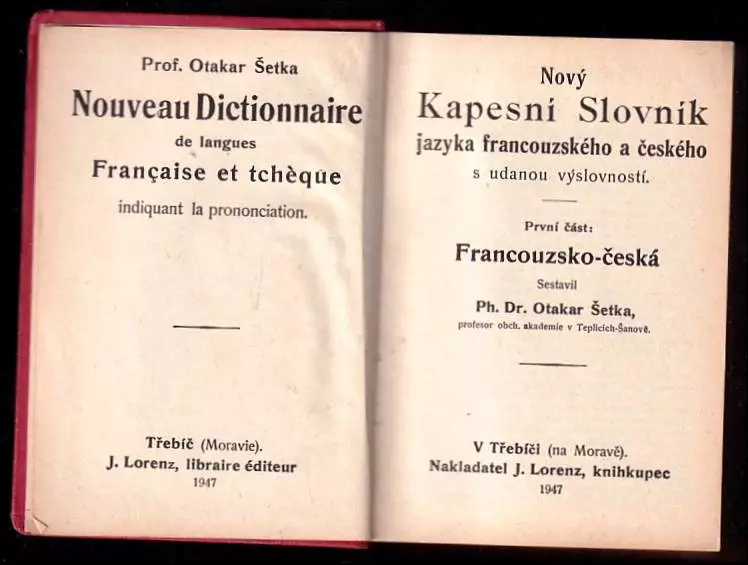 Prof. Otakar Šetka
Nouveau Dictionnaire
de langues
Française et tchèque
indiquant la prononciation.
Třebíč (Moravie).
J. Lorenz, libraire éditeur
1947
Nový
Kapesní Slovník
jazyka francouzského a českého
s udanou výslovností.
První část:
Francouzsko-česká
Sestavil
Ph. Dr. Otakar Šetka,
profesor obch. akademie v Teplicích-Šanově.
V Třebíči (na Moravě).
Nakladatel J. Lorenz, knihkupec
1947